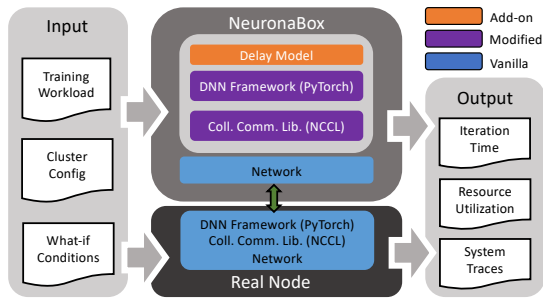 Input
Training
Workload
Cluster
Config
What-if
Conditions
NeuronaBox
Delay Model
DNN Framework (PyTorch)
Coll. Comm. Lib. (NCCL)
Network
DNN Framework (PyTorch)
Coll. Comm. Lib. (NCCL)
Network
Real Node
Add-on
Modified
Vanilla
Output
Iteration
Time
Resource
Utilization
System
Traces